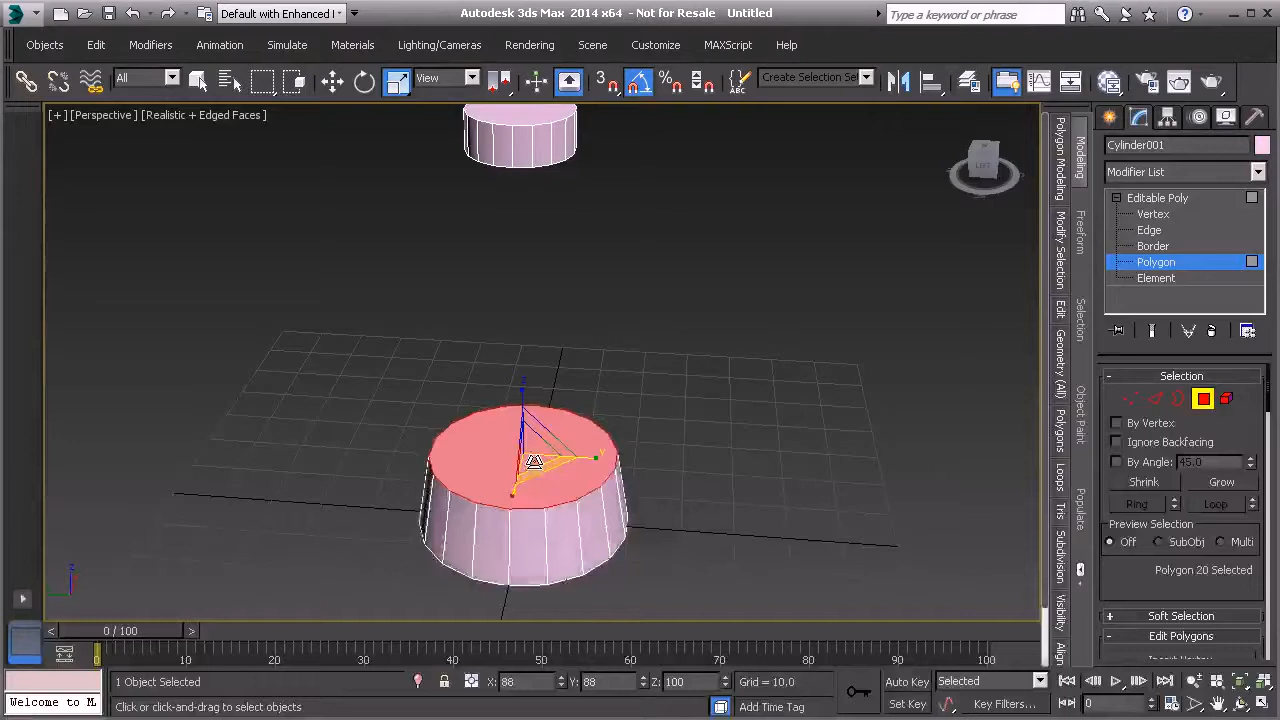 Default with Enhanced
Autodesk 3ds Max 2014 x64 - Not for Resale Untitled
Type a keyword or phrase
Objects Edit Modifiers Animation Simulate Materials Lighting/Cameras Rendering Scene Customize MAXScript Help
All
View
3
%
ABC
Create Selection Se
[+] [Perspective] [Realistic + Edged Faces]
Cylinder001
Modifier List
Editable Poly
Vertex
Edge
Border
Polygon
Element
Polygon Modeling
Modify Selection
Edit
Geometry (All)
Polygons
Loops
Tris
Subdivision
Visibility
Align
Modeling
Freeform
Selection
Object Paint
Populate
z
y
z
- Selection
By Vertex
Ignore Backfacing
By Angle: 45.0
Shrink Grow
Ring Loop
Preview Selection
Off SubObj Multi
Polygon 20 Selected
+ Soft Selection
- Edit Polygons
< 0 / 100 >
0 10 20 30 40 50 60 70 80 90 100
1 Object Selected
X: 88 Y: 88 Z: 100 Grid = 10.0
Auto Key Selected
Welcome to M
Click or click-and-drag to select objects
Add Time Tag
Set Key Key Filters... 0